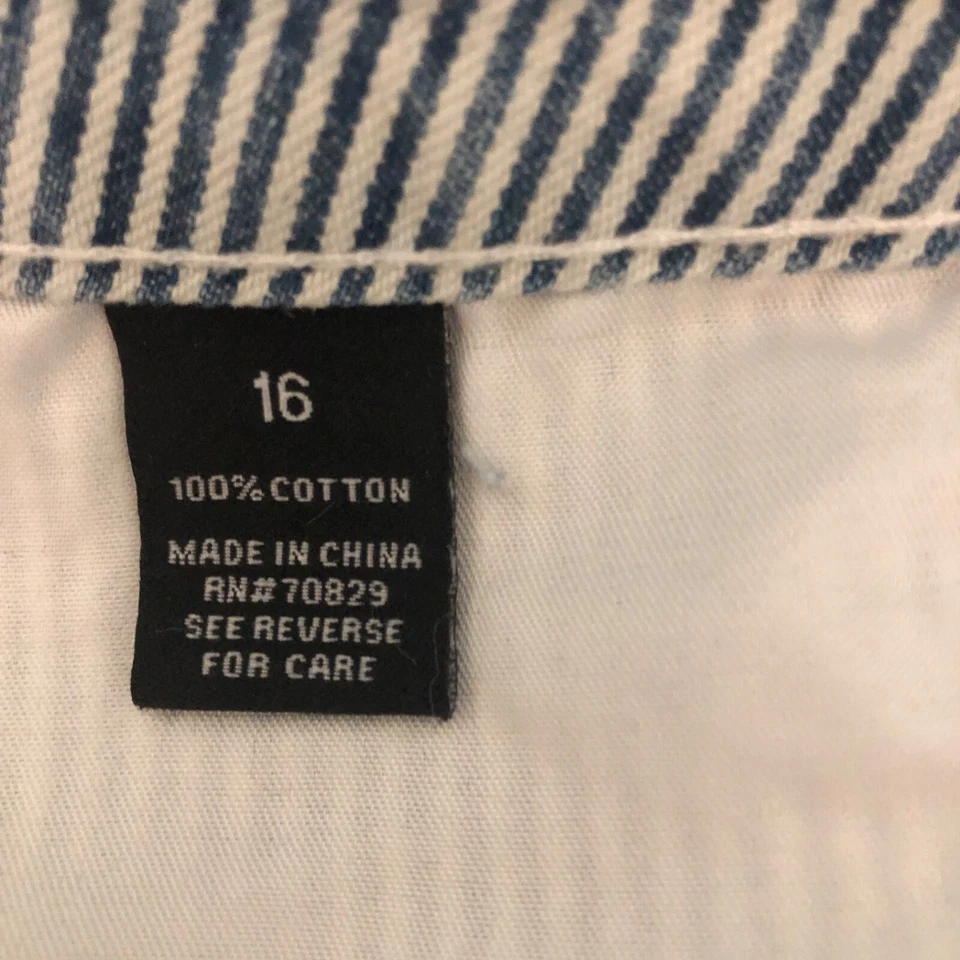 16
100% COTTON
MADE IN CHINA
RN# 70829
SEE REVERSE
FOR CARE